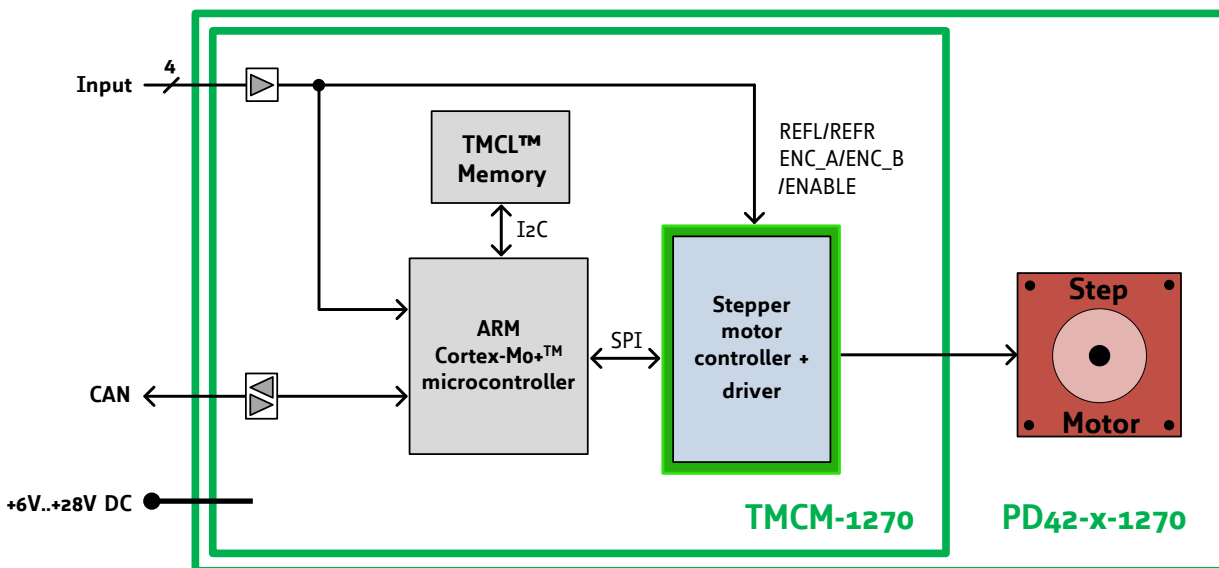 4
Input
TMCL™
Memory
REFL/REFR
ENC_A/ENC_B
/ENABLE
I2C
ARM
Cortex-M0+™
microcontroller
SPI
Stepper
motor
controller +
driver
Step
Motor
CAN
+6V..+28V DC
TMCM-1270
PD42-x-1270